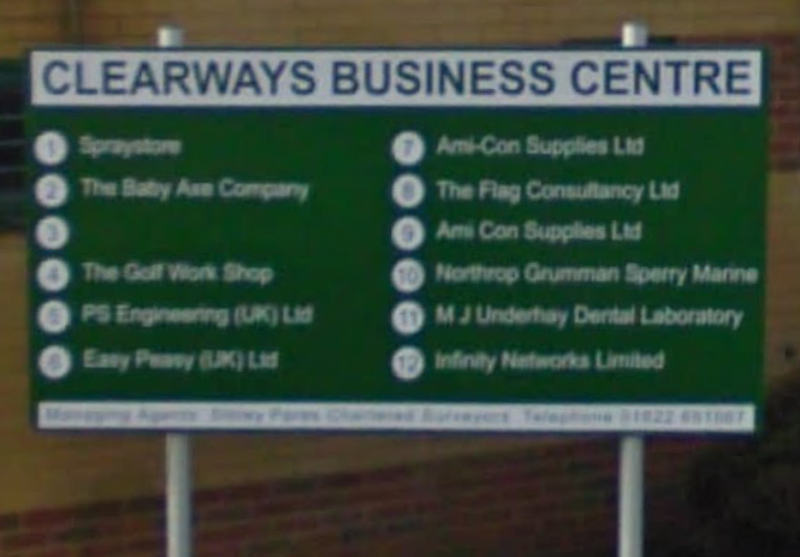 CLEARWAYS BUSINESS CENTRE
1 Spraystore
2 The Baby Axe Company
3
4 The Golf Work Shop
5 PS Engineering (UK) Ltd
6 Easy Peasy (UK) Ltd
7 Ami-Con Supplies Ltd
8 The Flag Consultancy Ltd
9 Ami Con Supplies Ltd
10 Northrop Grumman Sperry Marine
11 M J Underhay Dental Laboratory
12 Infinity Networks Limited
Managing Agents Chartered Surveyors Telephone 01622